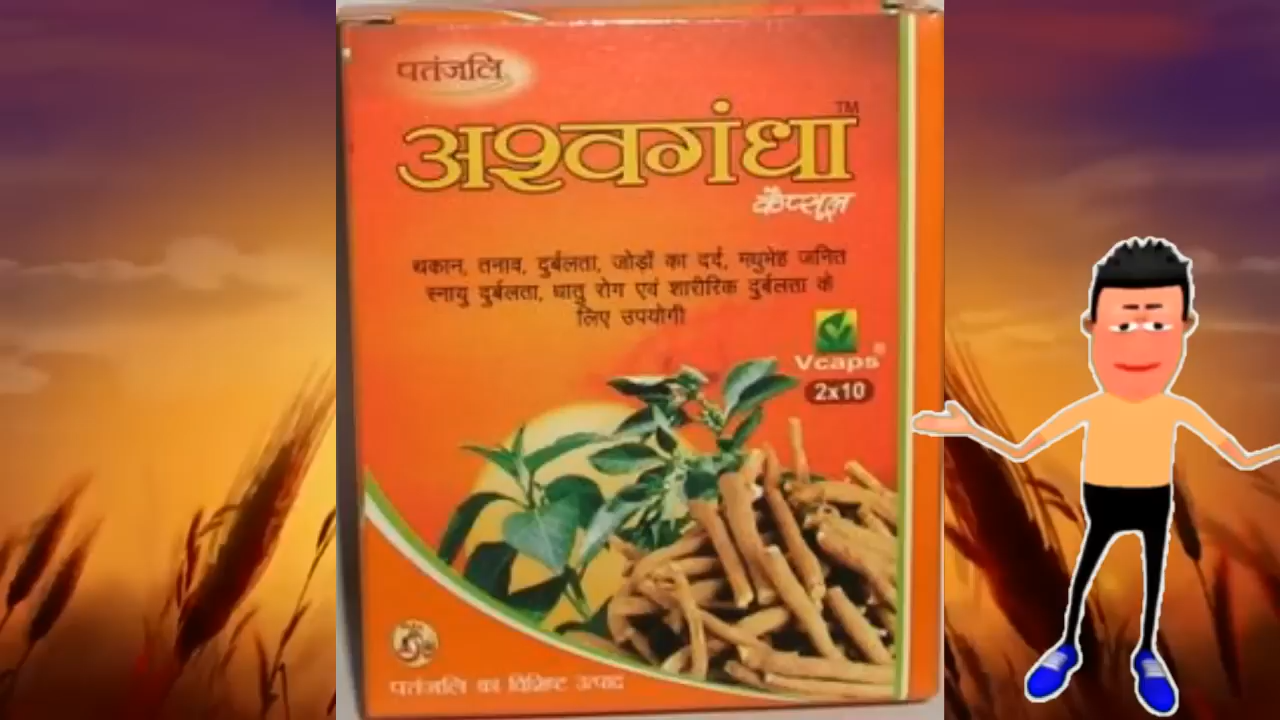 पतंजलि
अश्वगंधा
TM
कैप्सूल
थकान, तनाव, दुर्बलता, जोड़ों का दर्द, मधुमेह जनित
स्नायु दुर्बलता, धातु रोग एवं शारीरिक दुर्बलता के
लिए उपयोगी
Vcaps®
2x10
पतंजलि का विशिष्ट उत्पाद